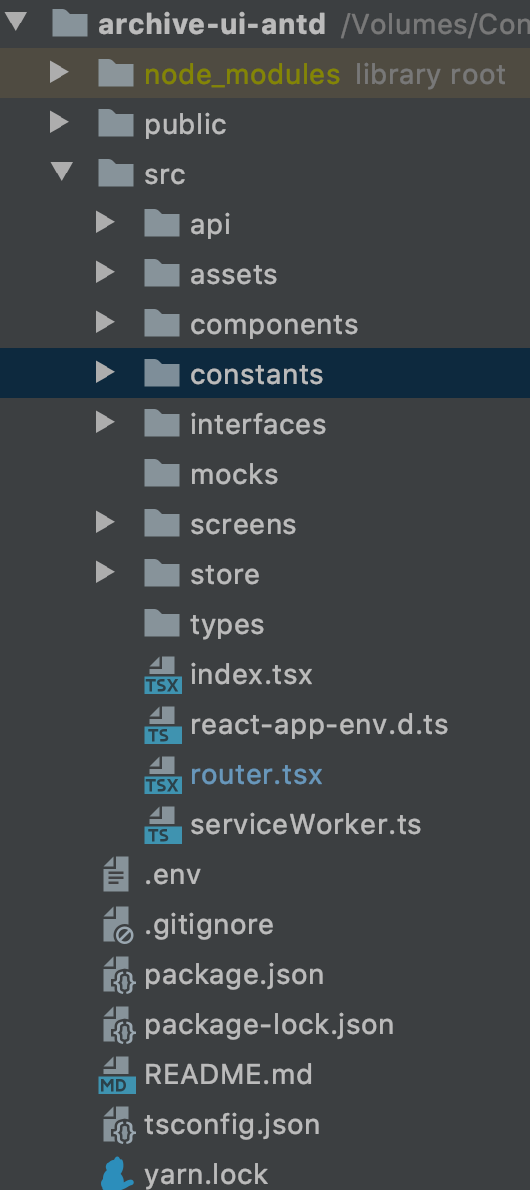 archive-ui-antd /Volumes/Con
node_modules library root
public
src
api
assets
components
constants
interfaces
mocks
screens
store
types
TSX index.tsx
TS react-app-env.d.ts
TSX router.tsx
TS serviceWorker.ts
.env
.gitignore
package.json
package-lock.json
MD README.md
tsconfig.json
yarn.lock